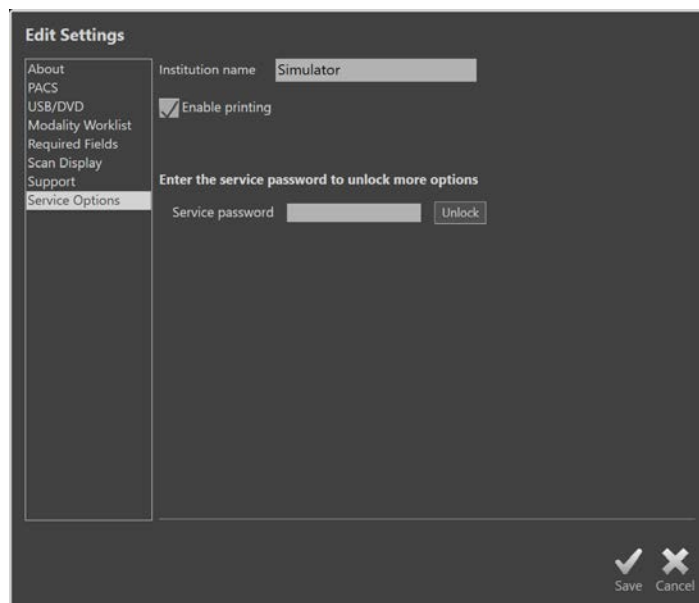 Edit Settings
About
PACS
USB/DVD
Modality Worklist
Required Fields
Scan Display
Support
Service Options
Institution name Simulator
Enable printing
Enter the service password to unlock more options
Service password Unlock
Save Cancel